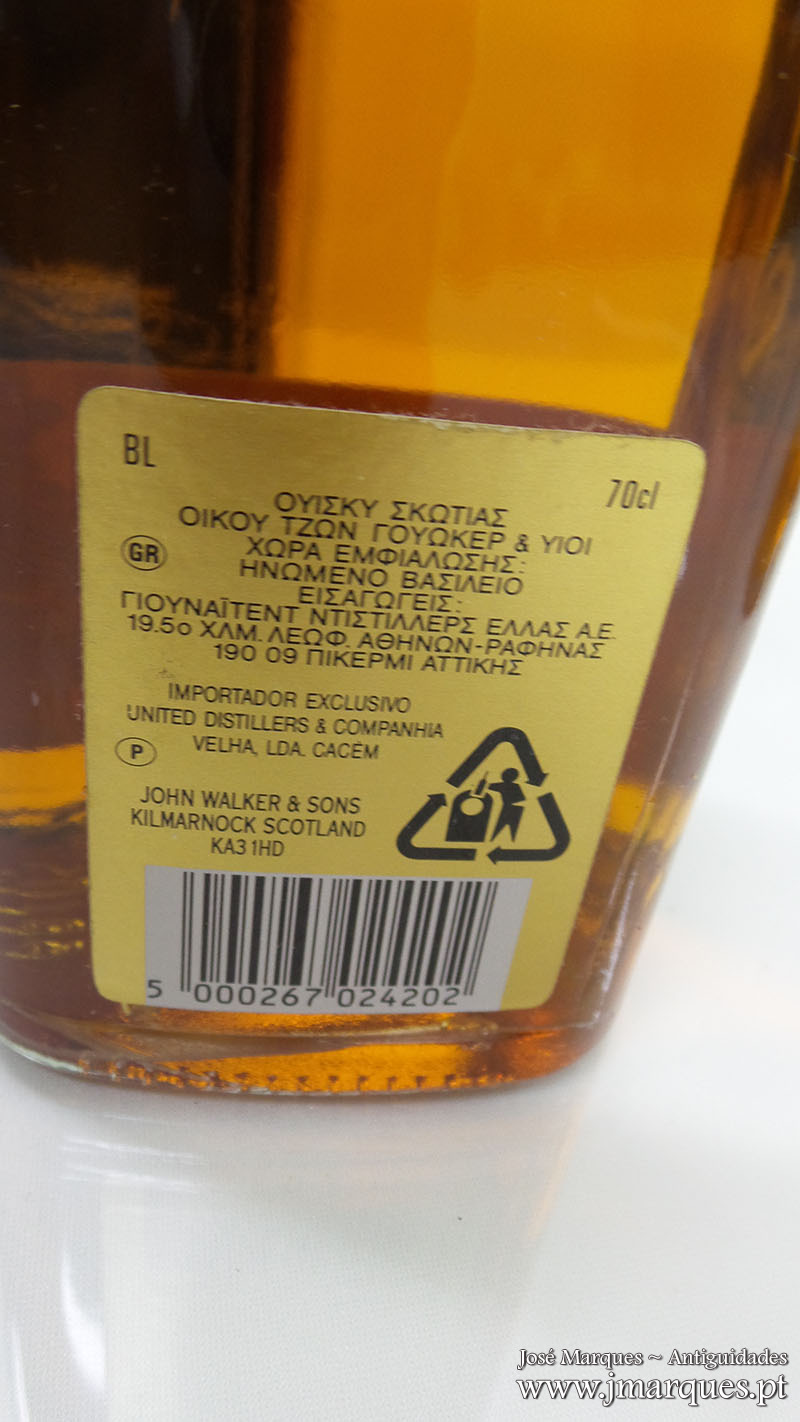 BL
70cl
ΟΥΙΣΚΥ ΣΚΩΤΙΑΣ
ΟΙΚΟΥ ΤΖΩΝ ΓΟΥΩΚΕΡ & ΥΙΟΙ
ΧΩΡΑ ΕΜΦΙΑΛΩΣΗΣ:
GR
ΗΝΩΜΕΝΟ ΒΑΣΙΛΕΙΟ
ΕΙΣΑΓΩΓΕΙΣ:
ΓΙΟΥΝΑΪΤΕΝΤ ΝΤΙΣΤΙΛΛΕΡΣ ΕΛΛΑΣ Α.Ε.
19.5ο ΧΛΜ. ΛΕΩΦ. ΑΘΗΝΩΝ-ΡΑΦΗΝΑΣ
190 09 ΠΙΚΕΡΜΙ ΑΤΤΙΚΗΣ
IMPORTADOR EXCLUSIVO
UNITED DISTILLERS & COMPANHIA
P VELHA, LDA. CACÉM
JOHN WALKER & SONS
KILMARNOCK SCOTLAND
KA3 1HD
5 000267 024202
José Marques ~ Antiguidades
www.jmarques.pt